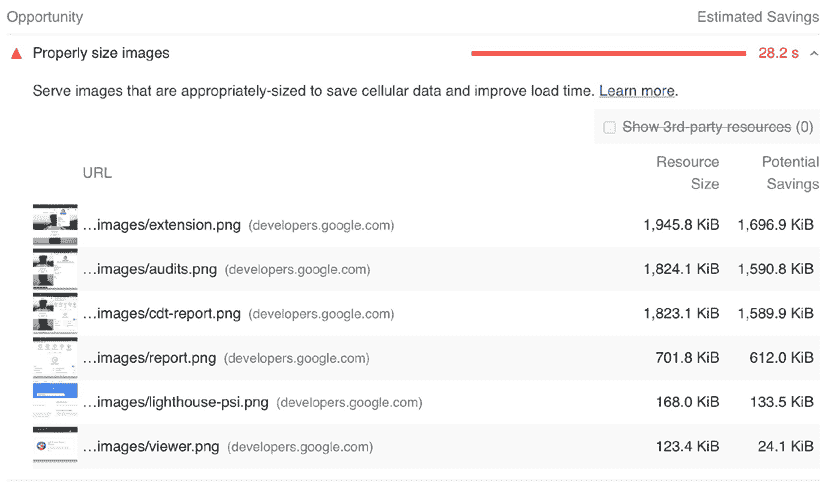 Opportunity Estimated Savings
Properly size images 28.2 s
Serve images that are appropriately-sized to save cellular data and improve load time. Learn more.
Show 3rd-party resources (0)
URL Resource Size Potential Savings
…images/extension.png (developers.google.com) 1,945.8 KiB 1,696.9 KiB
…images/audits.png (developers.google.com) 1,824.1 KiB 1,590.8 KiB
…images/cdt-report.png (developers.google.com) 1,823.1 KiB 1,589.9 KiB
…images/report.png (developers.google.com) 701.8 KiB 612.0 KiB
…images/lighthouse-psi.png (developers.google.com) 168.0 KiB 133.5 KiB
…images/viewer.png (developers.google.com) 123.4 KiB 24.1 KiB